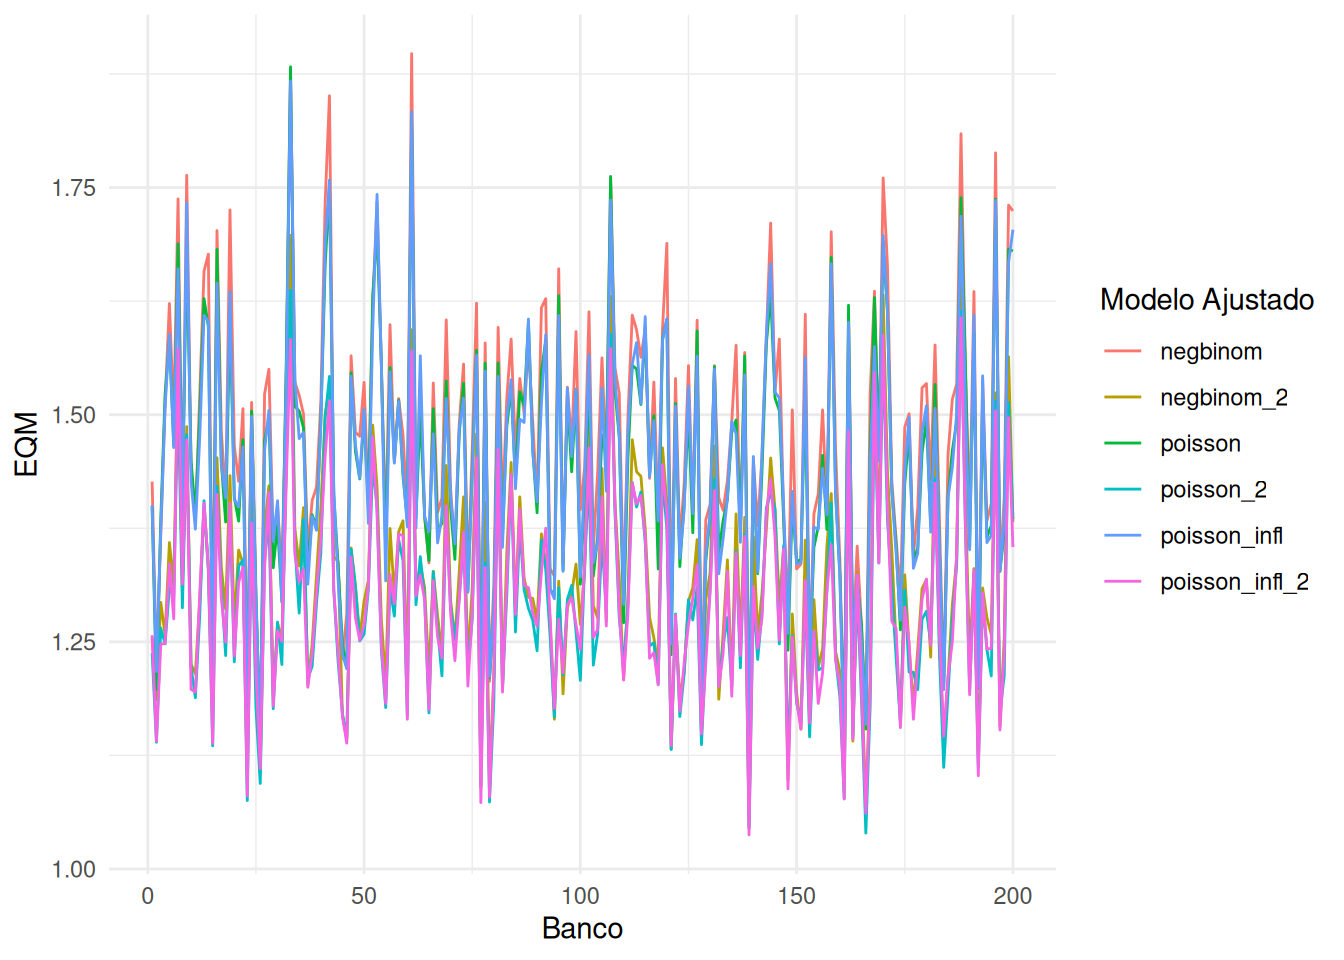 EQM
1.75
1.50
1.25
1.00
0
50
100
150
200
Banco
Modelo Ajustado
negbinom
negbinom_2
poisson
poisson_2
poisson_infl
poisson_infl_2